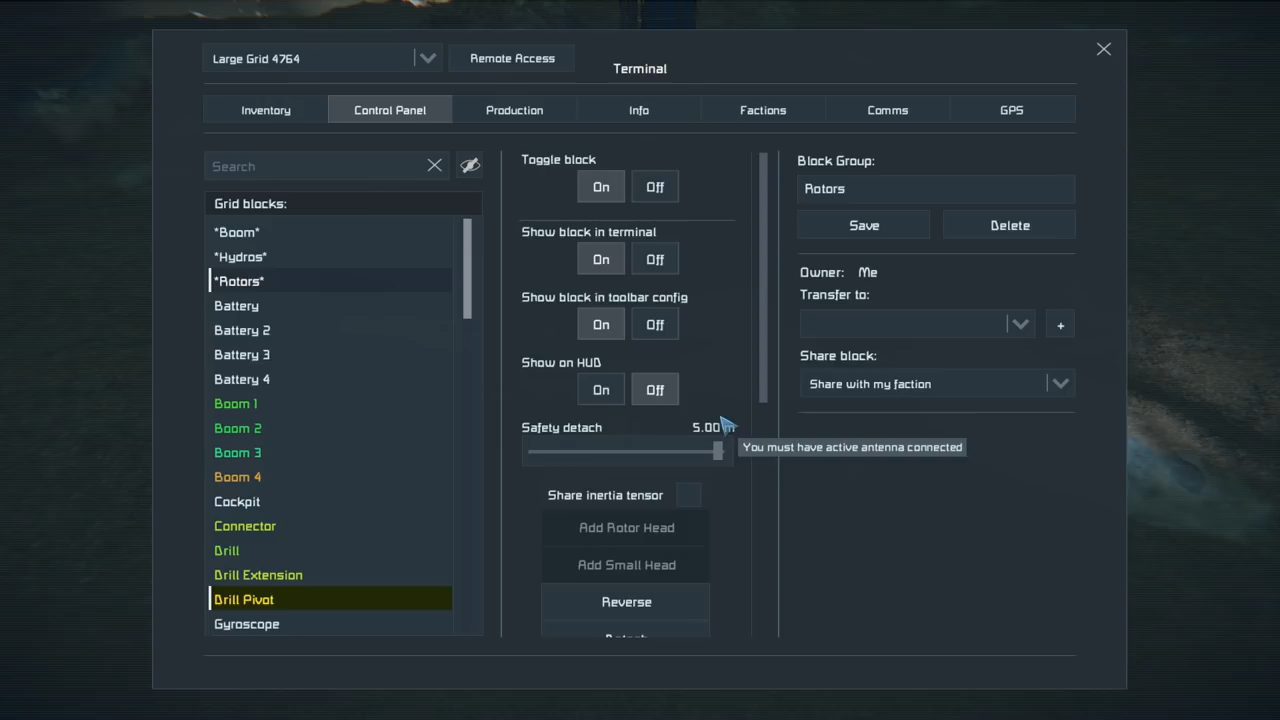 Large Grid 4764
Remote Access
Terminal
Inventory
Control Panel
Production
Info
Factions
Comms
GPS
Search
Grid blocks:
*Boom*
*Hydros*
*Rotors*
Battery
Battery 2
Battery 3
Battery 4
Boom 1
Boom 2
Boom 3
Boom 4
Cockpit
Connector
Drill
Drill Extension
Drill Pivot
Gyroscope
Toggle block
On Off
Show block in terminal
On Off
Show block in toolbar config
On Off
Show on HUD
On Off
Safety detach 5.00 m
You must have active antenna connected
Share inertia tensor
Add Rotor Head
Add Small Head
Reverse
Block Group:
Rotors
Save Delete
Owner: Me
Transfer to:
+
Share block:
Share with my faction